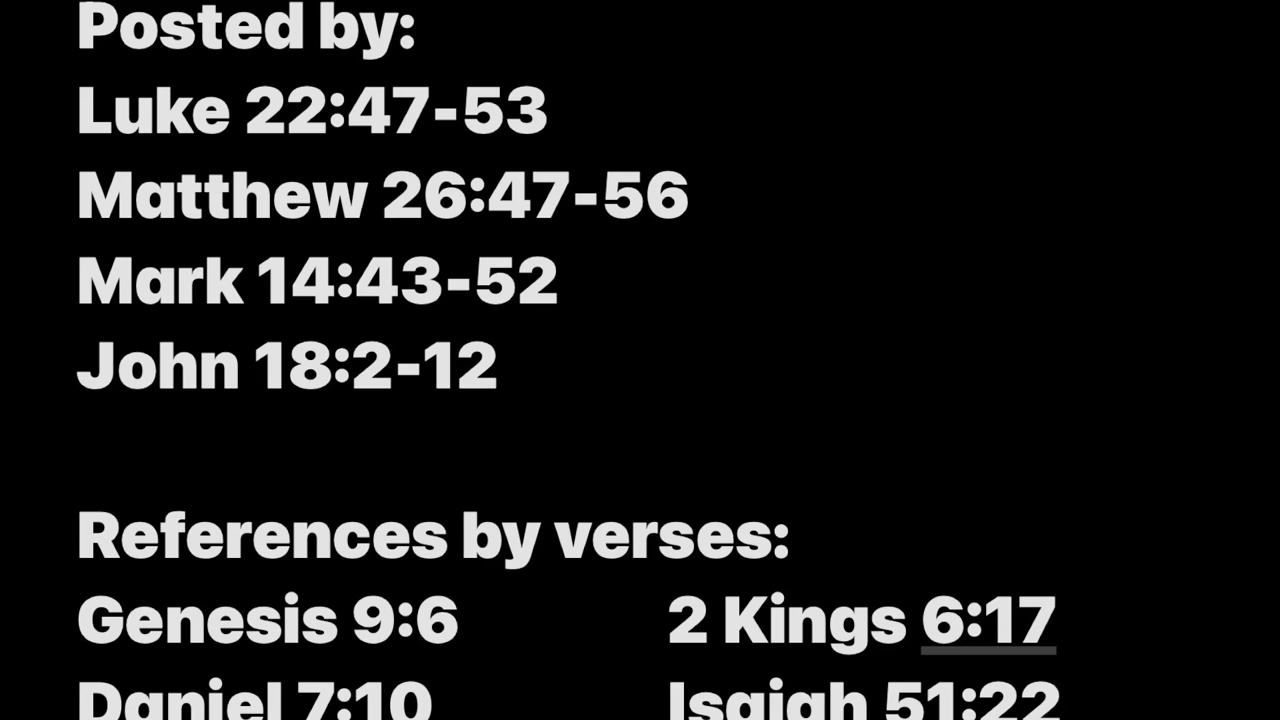 Posted by:
Luke 22:47-53
Matthew 26:47-56
Mark 14:43-52
John 18:2-12
References by verses:
Genesis 9:6 2 Kings 6:17
Daniel 7:10 Isaiah 51:22